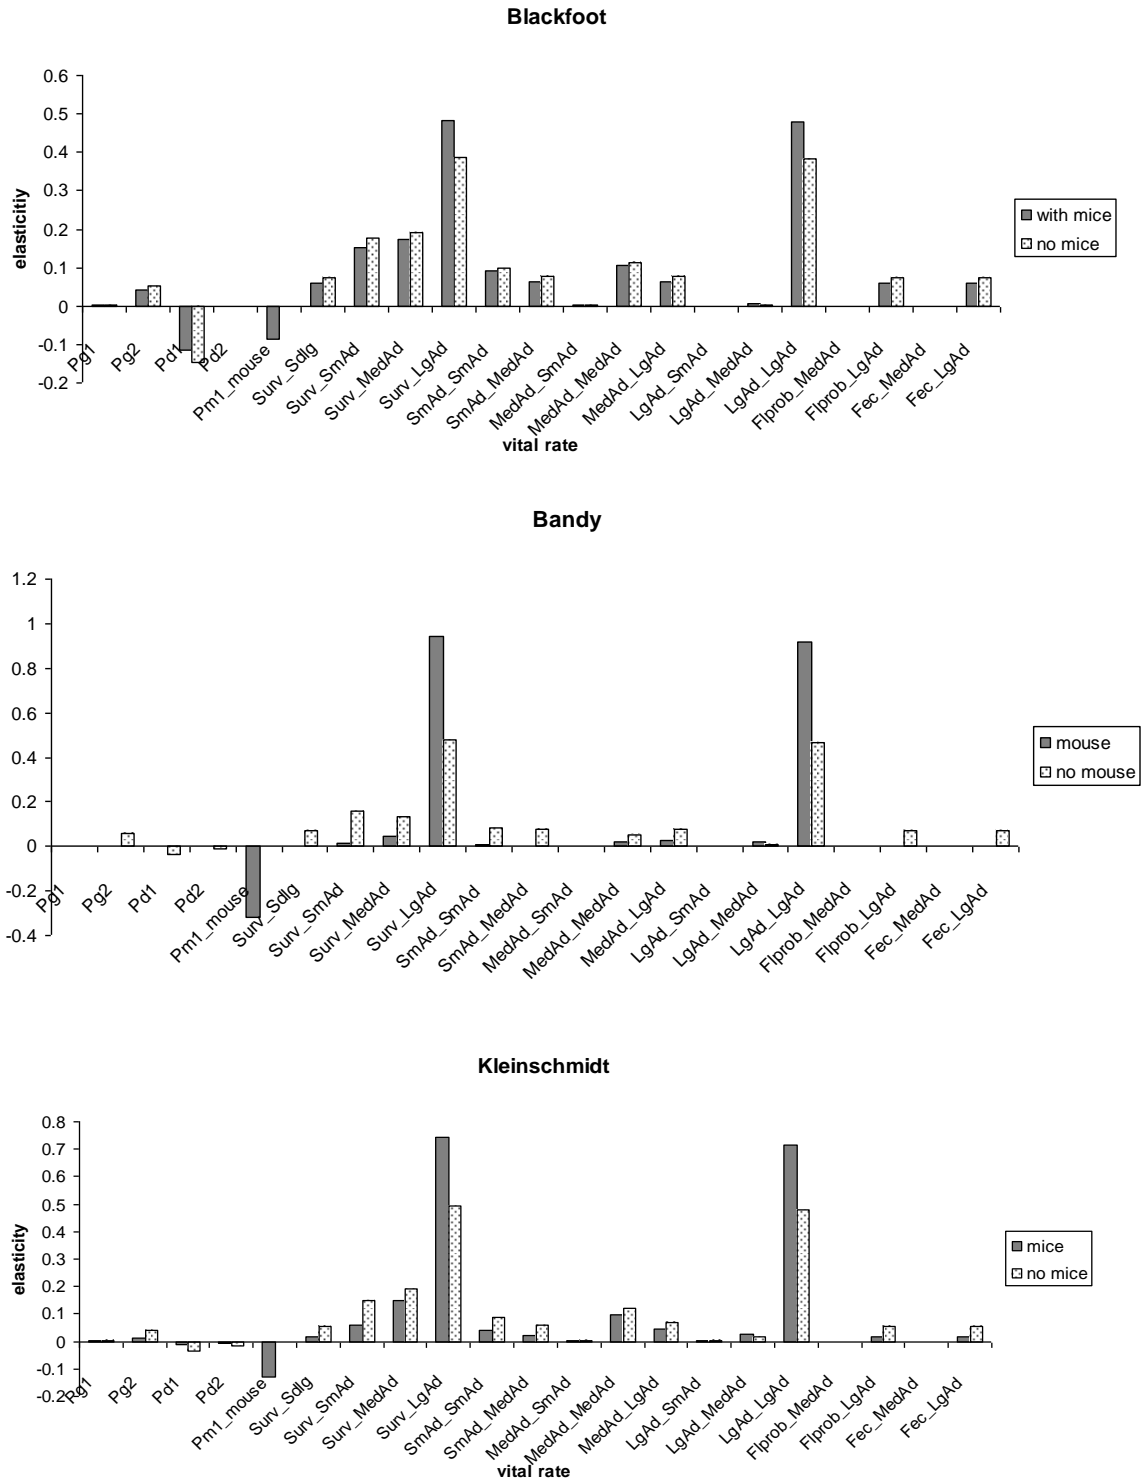 Blackfoot
0.6
0.5
0.4
0.3
0.2
0.1
0
-0.1
-0.2
elasticitiy
Pg1
Pg2
Pd1
Pd2
Pm1_mouse
Surv_Sdlg
Surv_SmAd
Surv_MedAd
Surv_LgAd
SmAd_SmAd
SmAd_MedAd
MedAd_SmAd
MedAd_MedAd
MedAd_LgAd
LgAd_SmAd
LgAd_MedAd
LgAd_LgAd
Flprob_MedAd
Flprob_LgAd
Fec_MedAd
Fec_LgAd
vital rate
with mice
no mice
Bandy
1.2
1
0.8
0.6
0.4
0.2
0
-0.2
-0.4
Pg1
Pg2
Pd1
Pd2
Pm1_mouse
Surv_Sdlg
Surv_SmAd
Surv_MedAd
Surv_LgAd
SmAd_SmAd
SmAd_MedAd
MedAd_SmAd
MedAd_MedAd
MedAd_LgAd
LgAd_SmAd
LgAd_MedAd
LgAd_LgAd
Flprob_MedAd
Flprob_LgAd
Fec_MedAd
Fec_LgAd
mouse
no mouse
Kleinschmidt
0.8
0.7
0.6
0.5
0.4
0.3
0.2
0.1
0
-0.1
-0.2
elasticity
Pg1
Pg2
Pd1
Pd2
Pm1_mouse
Surv_Sdlg
Surv_SmAd
Surv_MedAd
Surv_LgAd
SmAd_SmAd
SmAd_MedAd
MedAd_SmAd
MedAd_MedAd
MedAd_LgAd
LgAd_SmAd
LgAd_MedAd
LgAd_LgAd
Flprob_MedAd
Flprob_LgAd
Fec_MedAd
Fec_LgAd
vital rate
mice
no mice